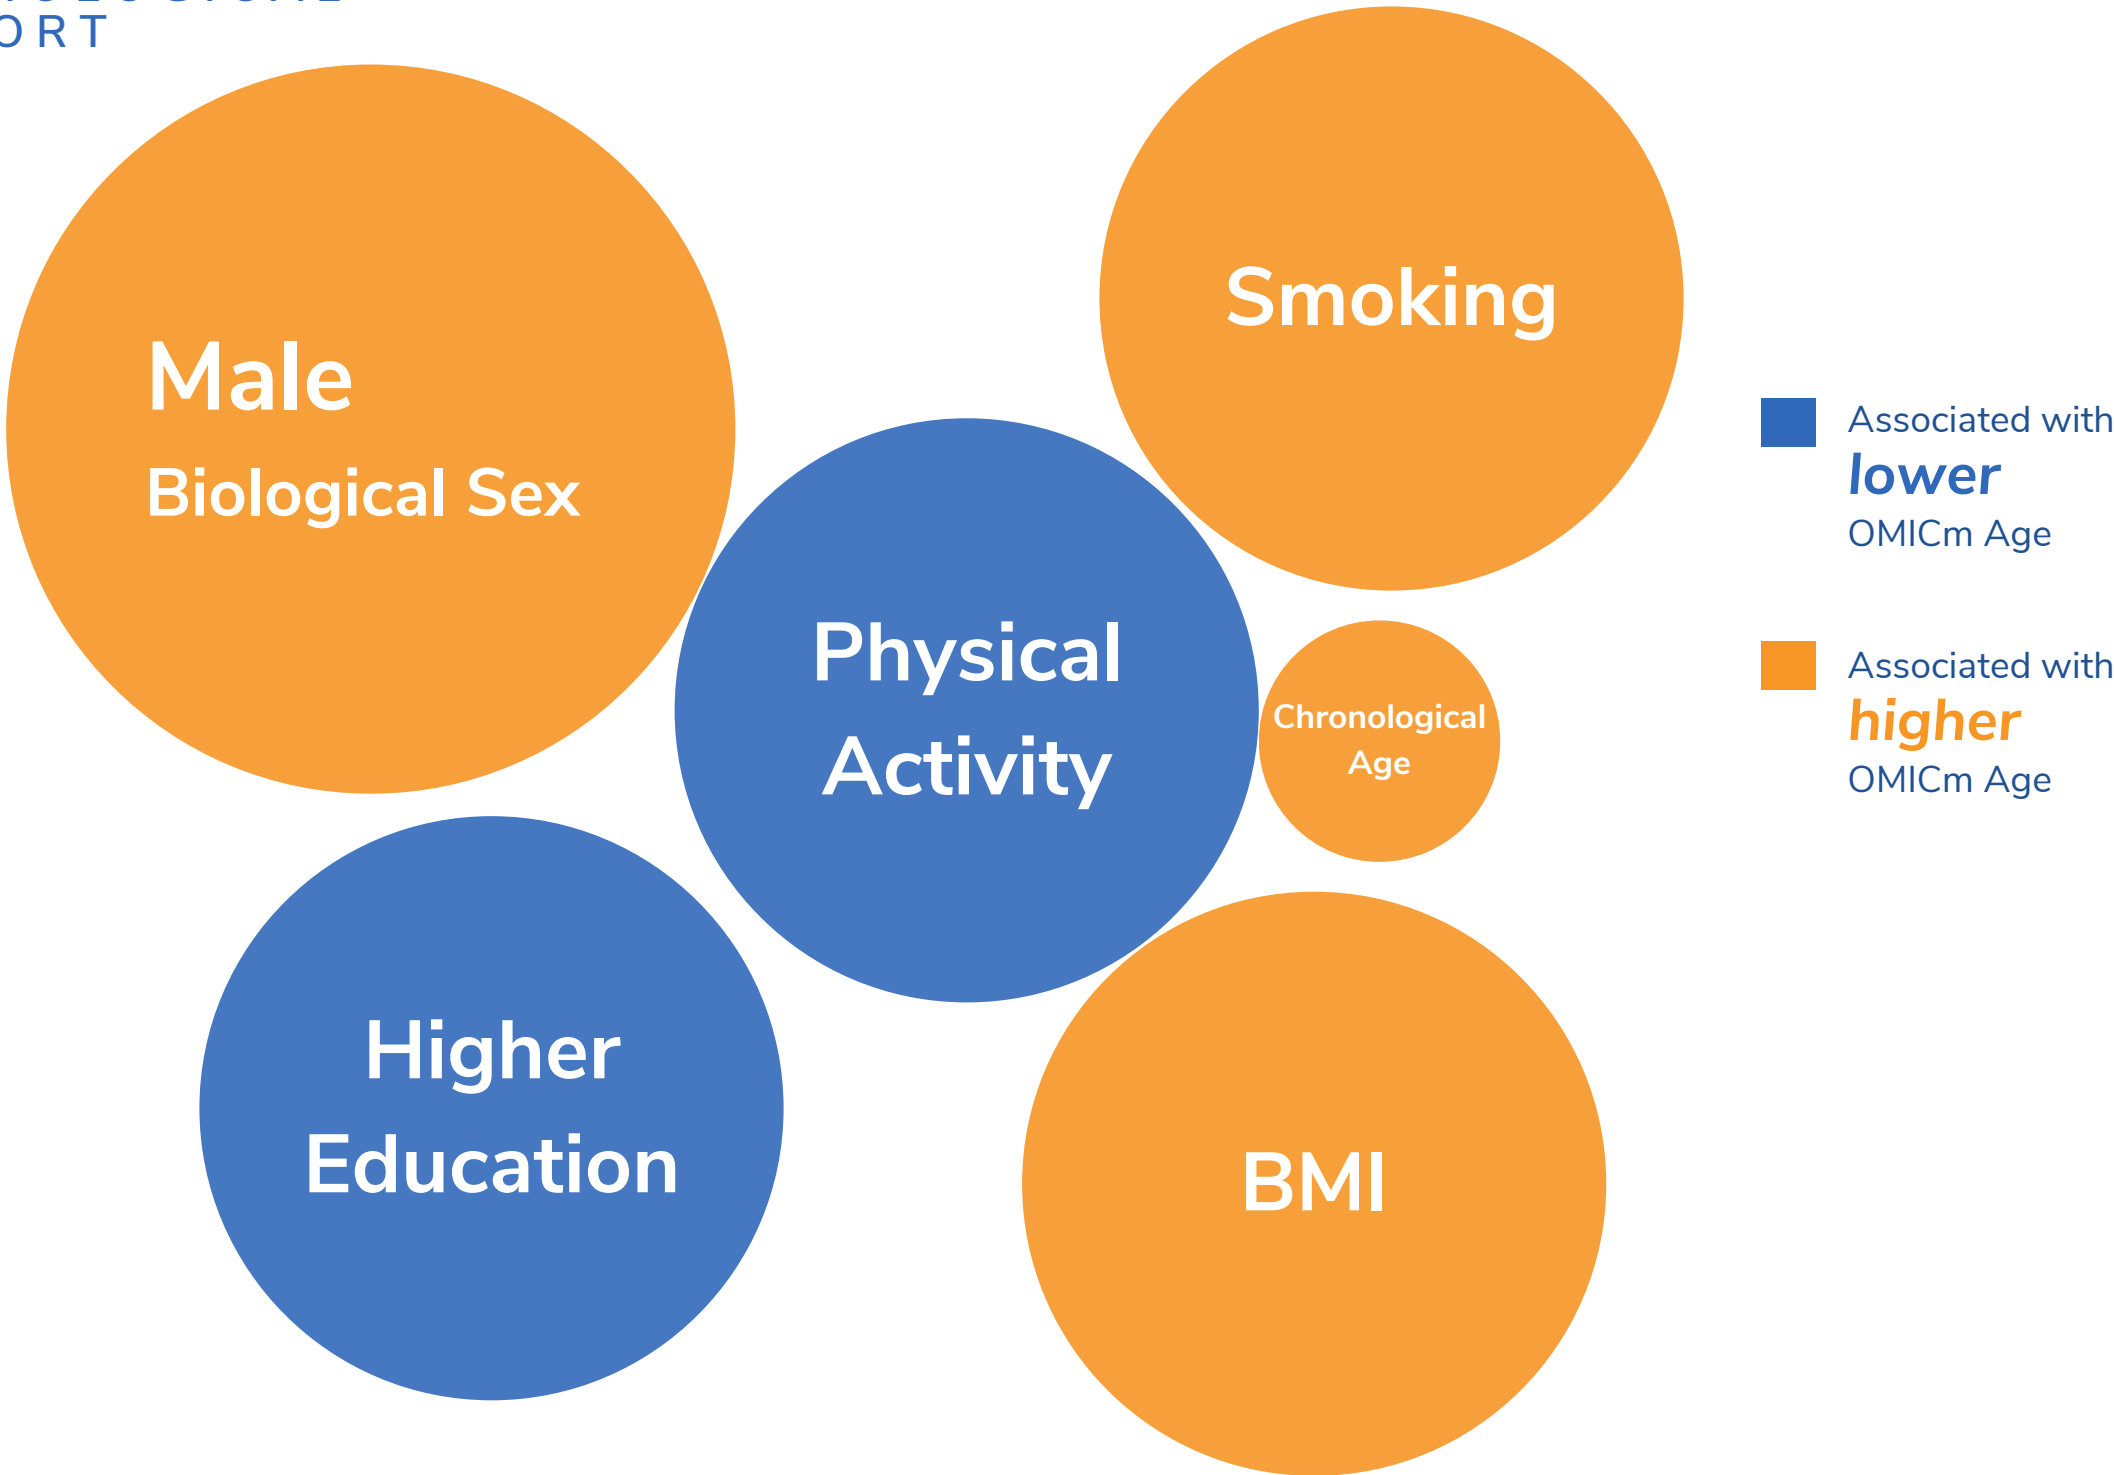 ORT
Male
Biological Sex
Smoking
Physical
Activity
Chronological
Age
Higher
Education
BMI
Associated with
lower
OMICm Age
Associated with
higher
OMICm Age